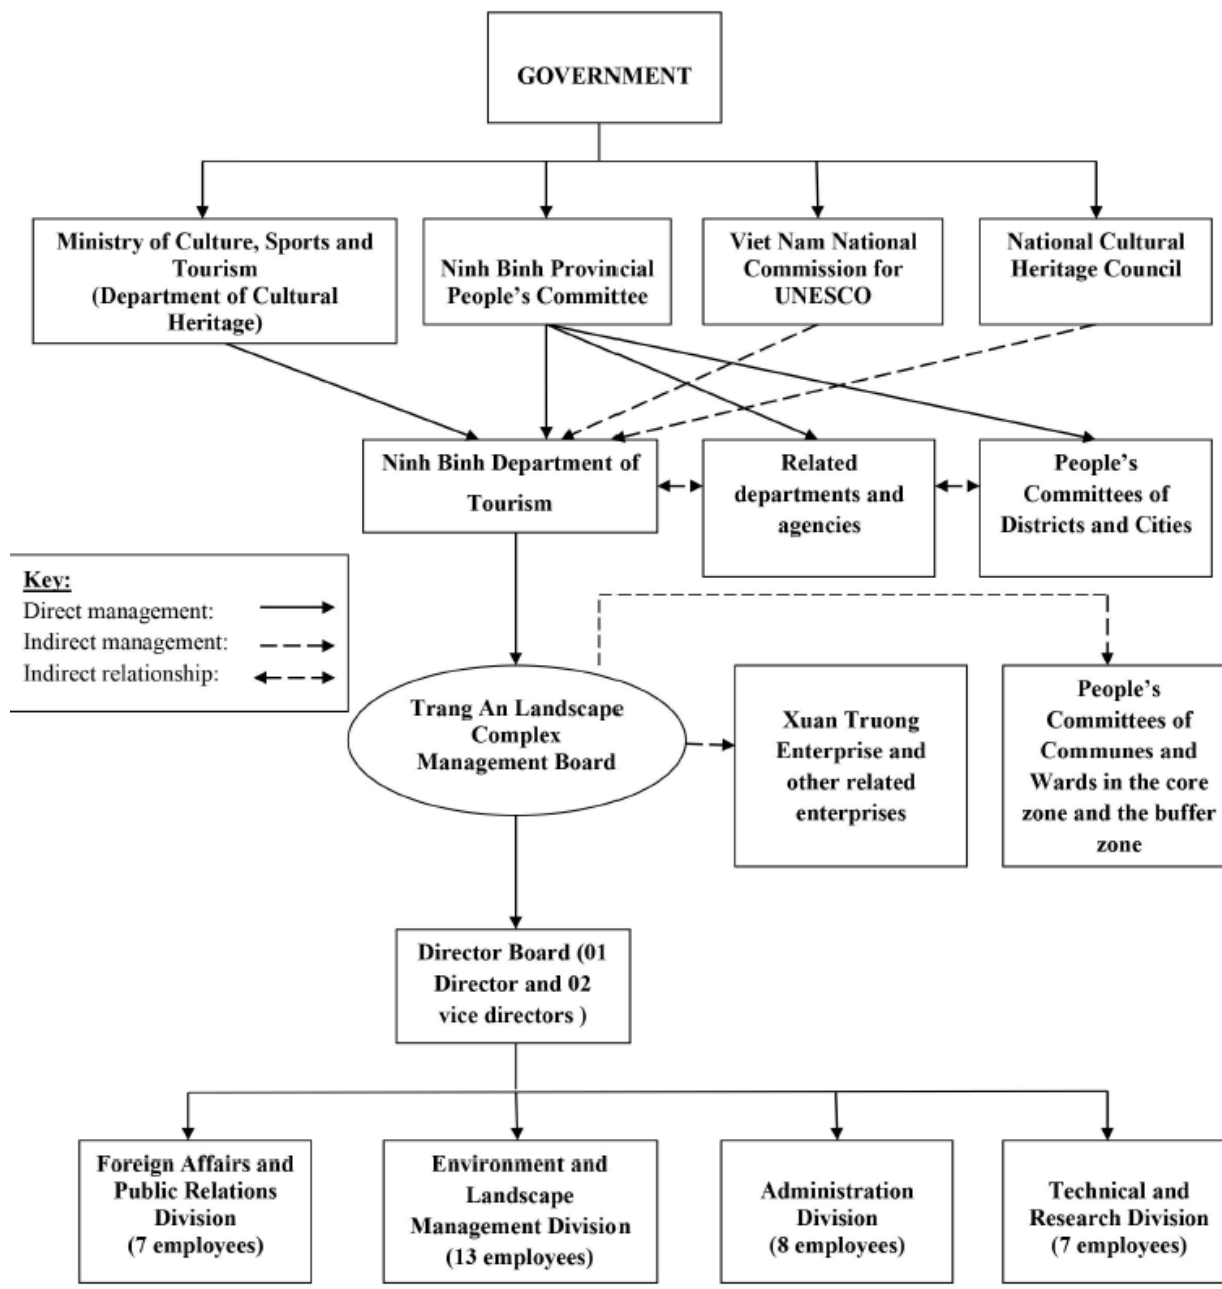 GOVERNMENT
Ministry of Culture, Sports and
Tourism
(Department of Cultural
Heritage)
Ninh Binh Provincial
People's Committee
Viet Nam National
Commission for
UNESCO
National Cultural
Heritage Council
Ninh Binh Department of
Tourism
Related
departments and
agencies
People's
Committees of
Districts and Cities
Key:
Direct management:
Indirect management:
Indirect relationship:
Trang An Landscape
Complex
Management Board
Xuan Truong
Enterprise and
other related
enterprises
People's
Committees of
Communes and
Wards in the core
zone and the buffer
zone
Director Board (01
Director and 02
vice directors )
Foreign Affairs and
Public Relations
Division
(7 employees)
Environment and
Landscape
Management Division
(13 employees)
Administration
Division
(8 employees)
Technical and
Research Division
(7 employees)